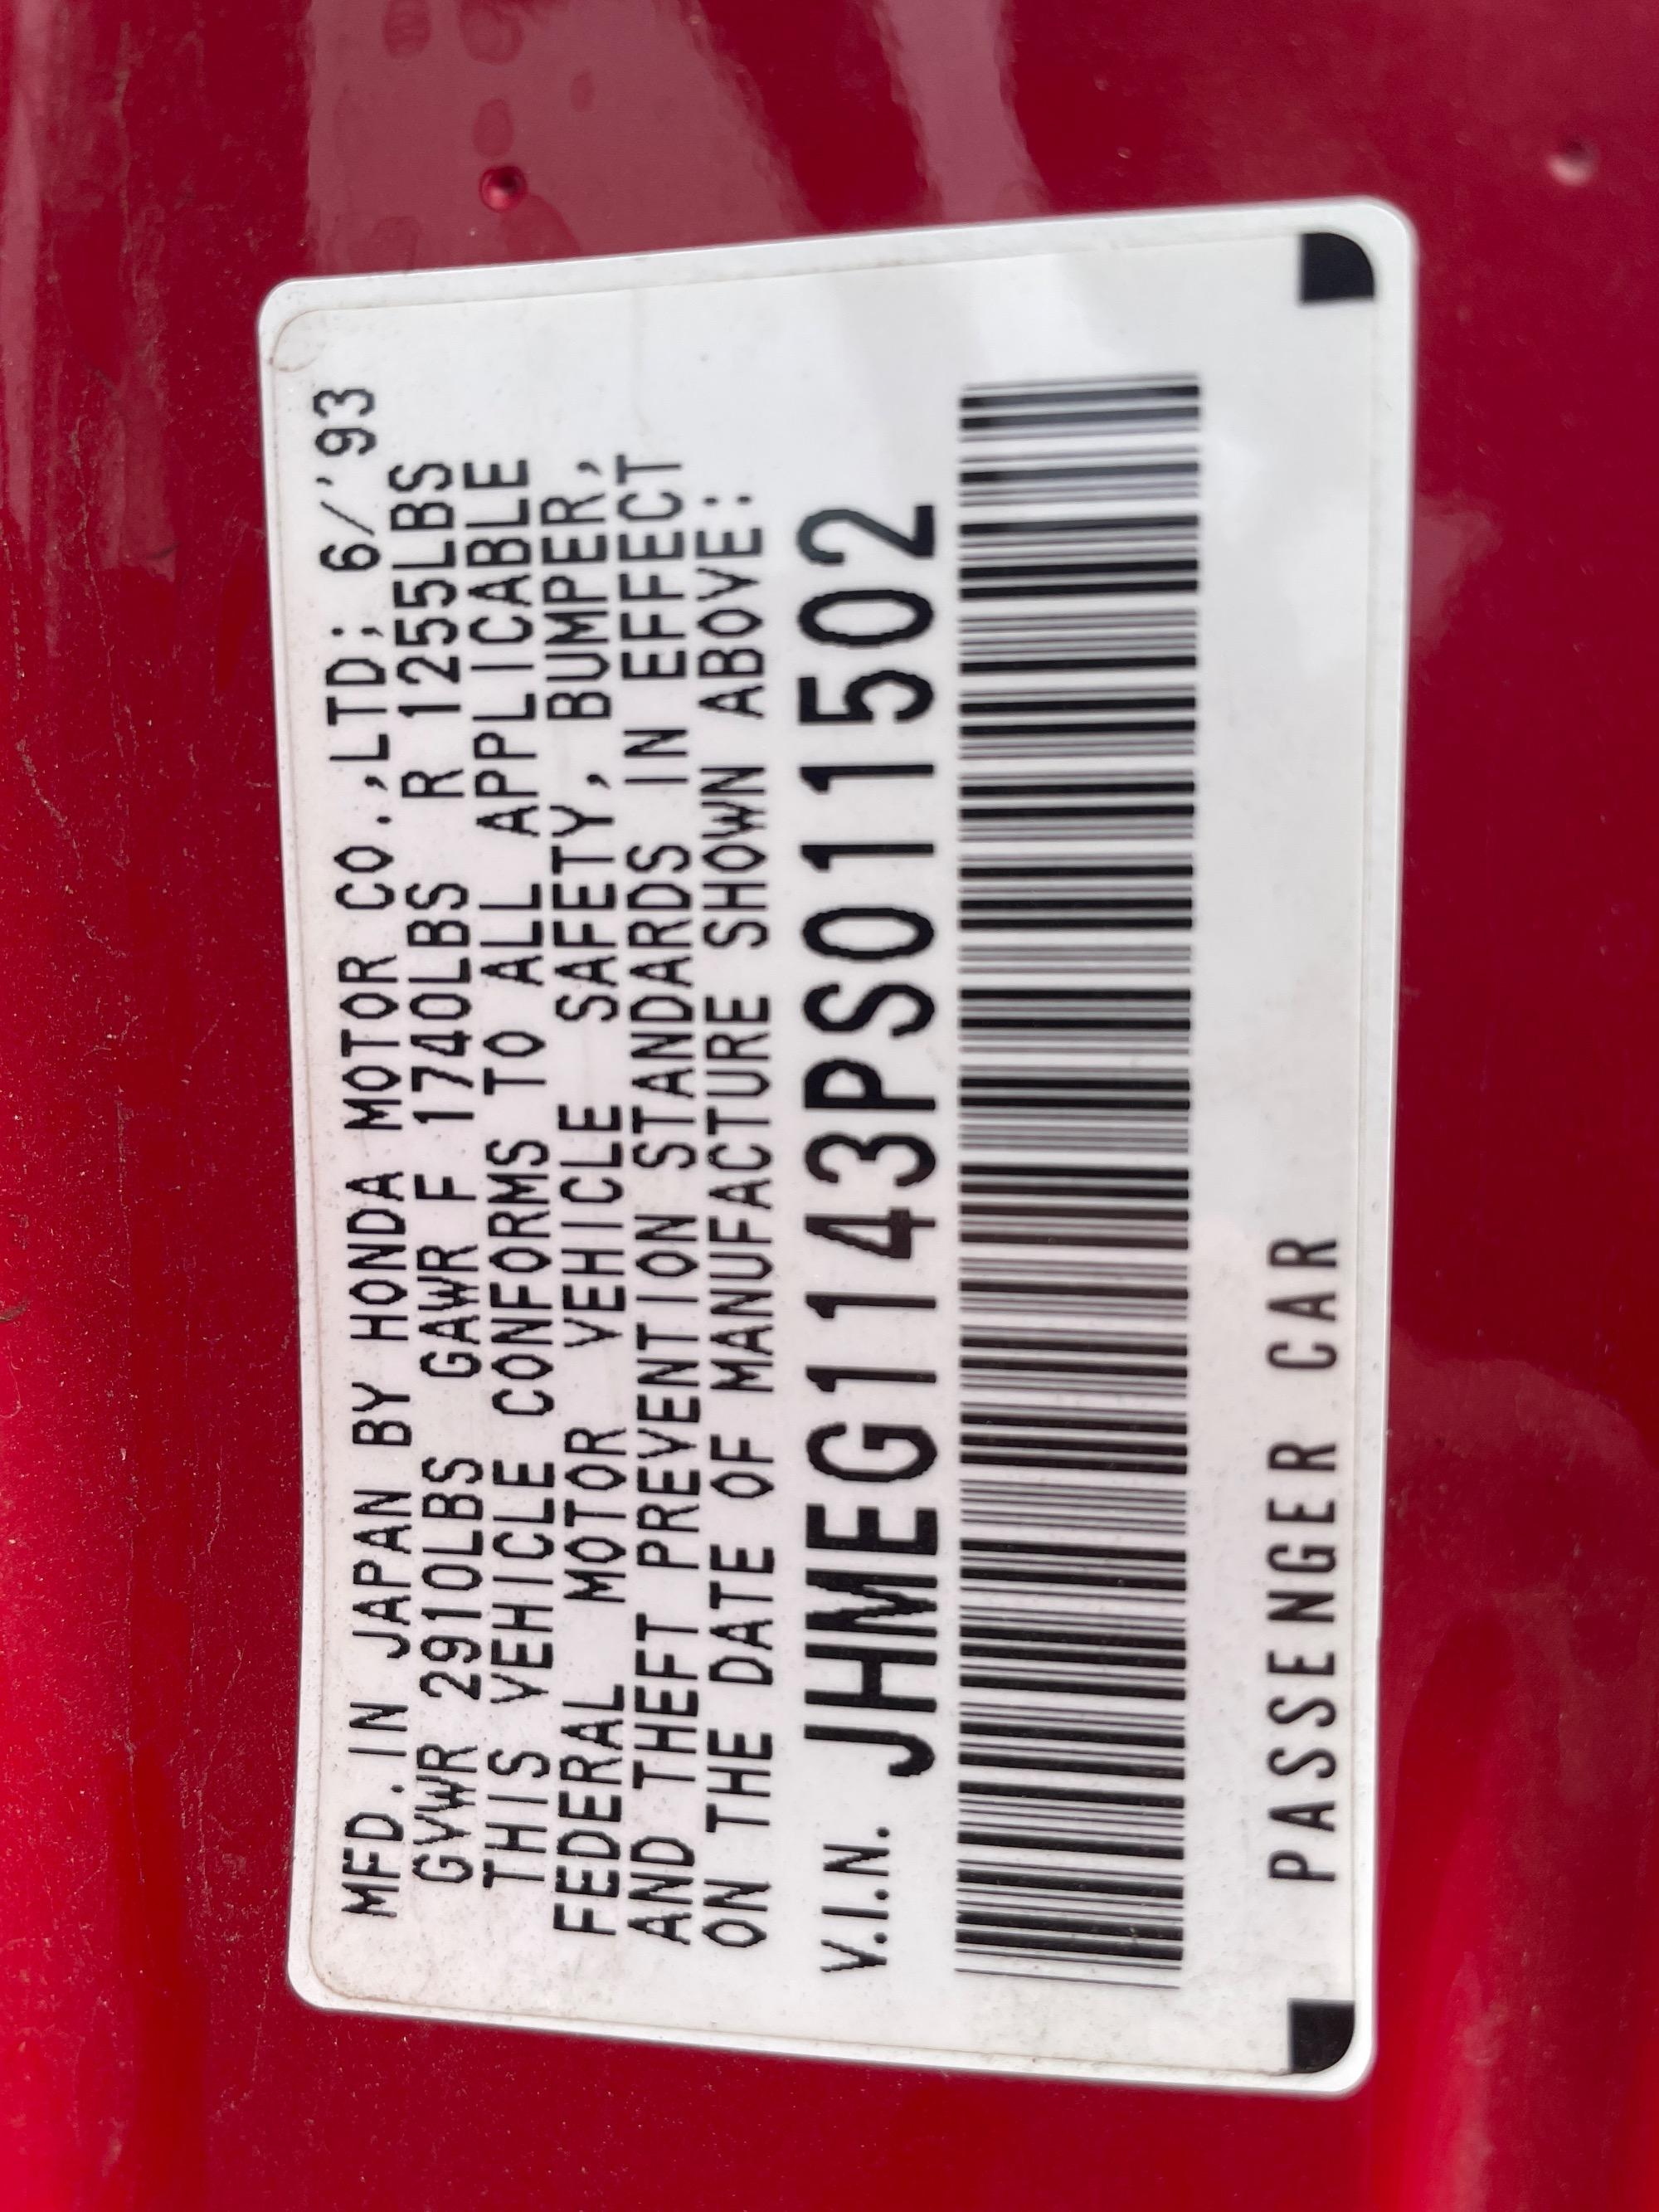 MFD. IN JAPAN BY HONDA MOTOR CO.,LTD; 6/'93
GVWR 2910LBS GAWR F 1740LBS R 1255LBS
THIS VEHICLE CONFORMS TO ALL APPLICABLE
FEDERAL MOTOR VEHICLE SAFETY, BUMPER,
AND THEFT PREVENTION STANDARDS IN EFFECT
ON THE DATE OF MANUFACTURE SHOWN ABOVE:
V.I.N. JHMEG1143PS011502
PASSENGER CAR